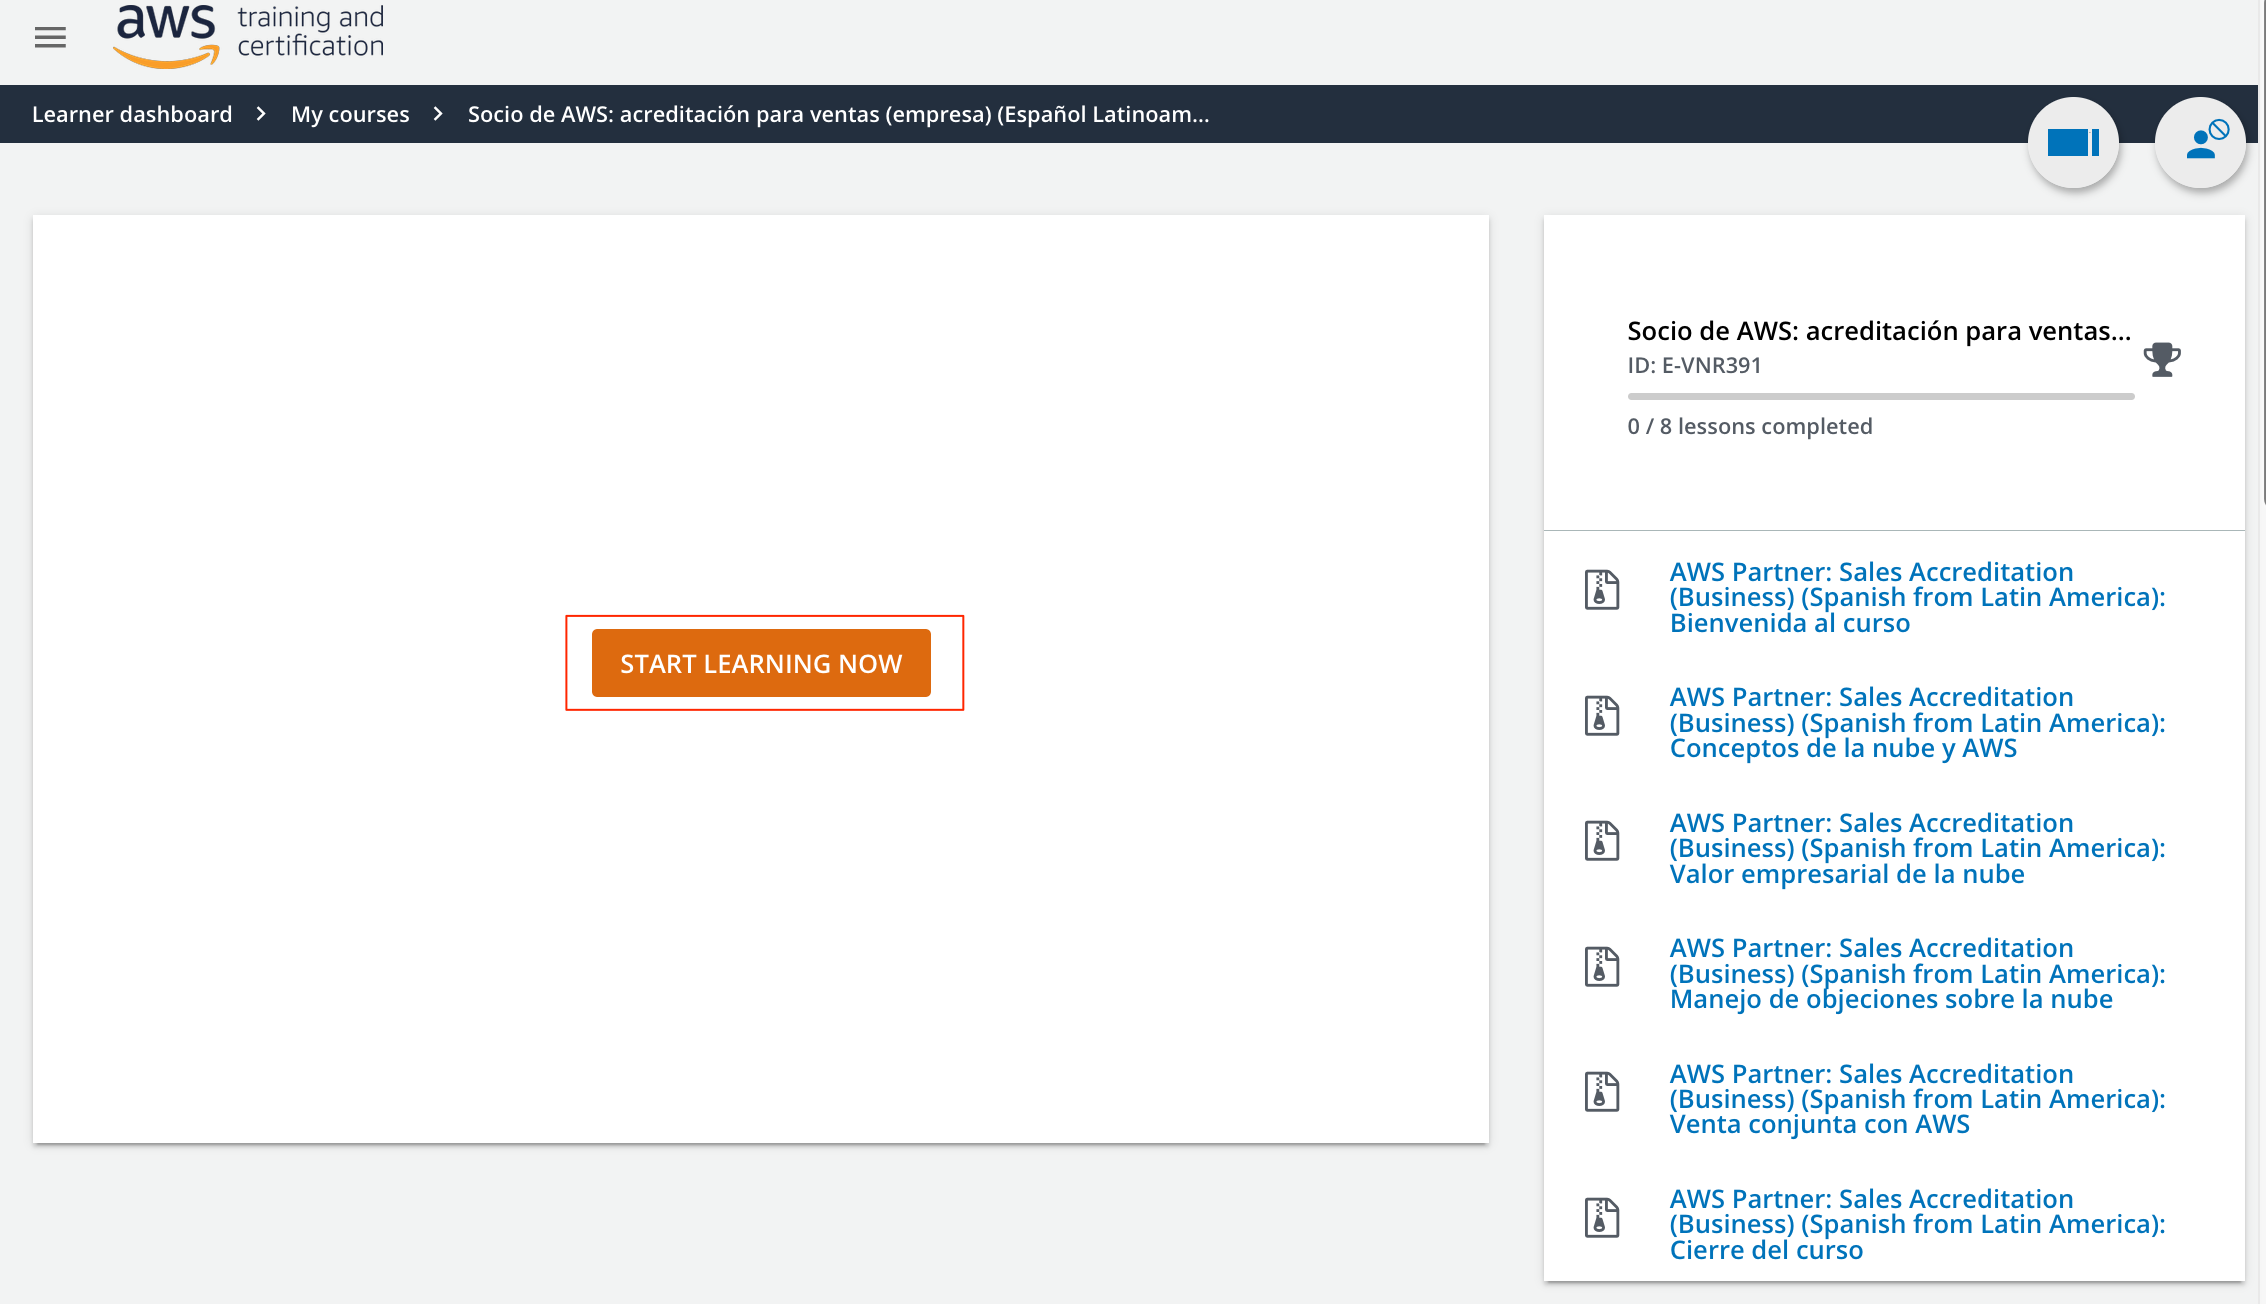 aws training and
certification
Learner dashboard > My courses > Socio de AWS: acreditación para ventas (empresa) (Español Latinoam...
START LEARNING NOW
Socio de AWS: acreditación para ventas...
ID: E-VNR391
0 / 8 lessons completed
AWS Partner: Sales Accreditation
(Business) (Spanish from Latin America):
Bienvenida al curso
AWS Partner: Sales Accreditation
(Business) (Spanish from Latin America):
Conceptos de la nube y AWS
AWS Partner: Sales Accreditation
(Business) (Spanish from Latin America):
Valor empresarial de la nube
AWS Partner: Sales Accreditation
(Business) (Spanish from Latin America):
Manejo de objeciones sobre la nube
AWS Partner: Sales Accreditation
(Business) (Spanish from Latin America):
Venta conjunta con AWS
AWS Partner: Sales Accreditation
(Business) (Spanish from Latin America):
Cierre del curso